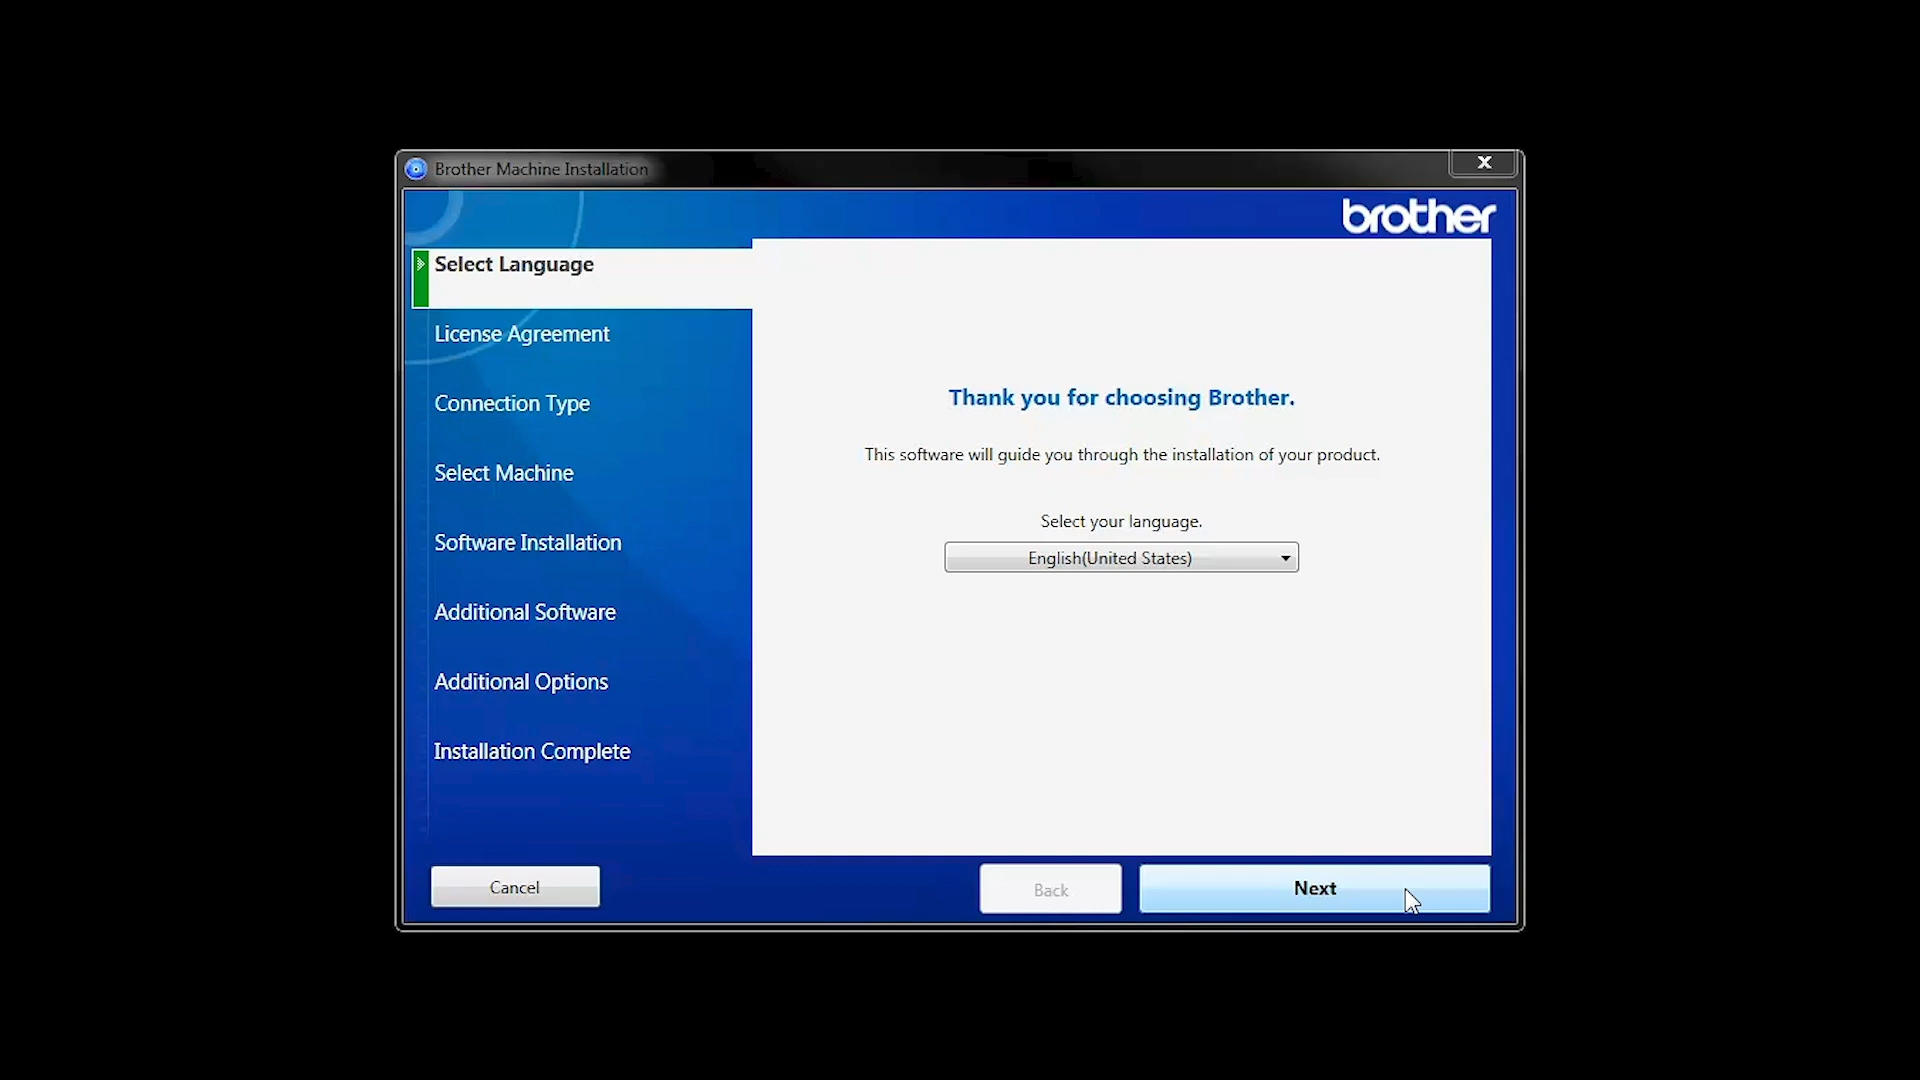 Brother Machine Installation
X
brother
Select Language
License Agreement
Connection Type
Select Machine
Software Installation
Additional Software
Additional Options
Installation Complete
Thank you for choosing Brother.
This software will guide you through the installation of your product.
Select your language.
English(United States)
Cancel
Back
Next